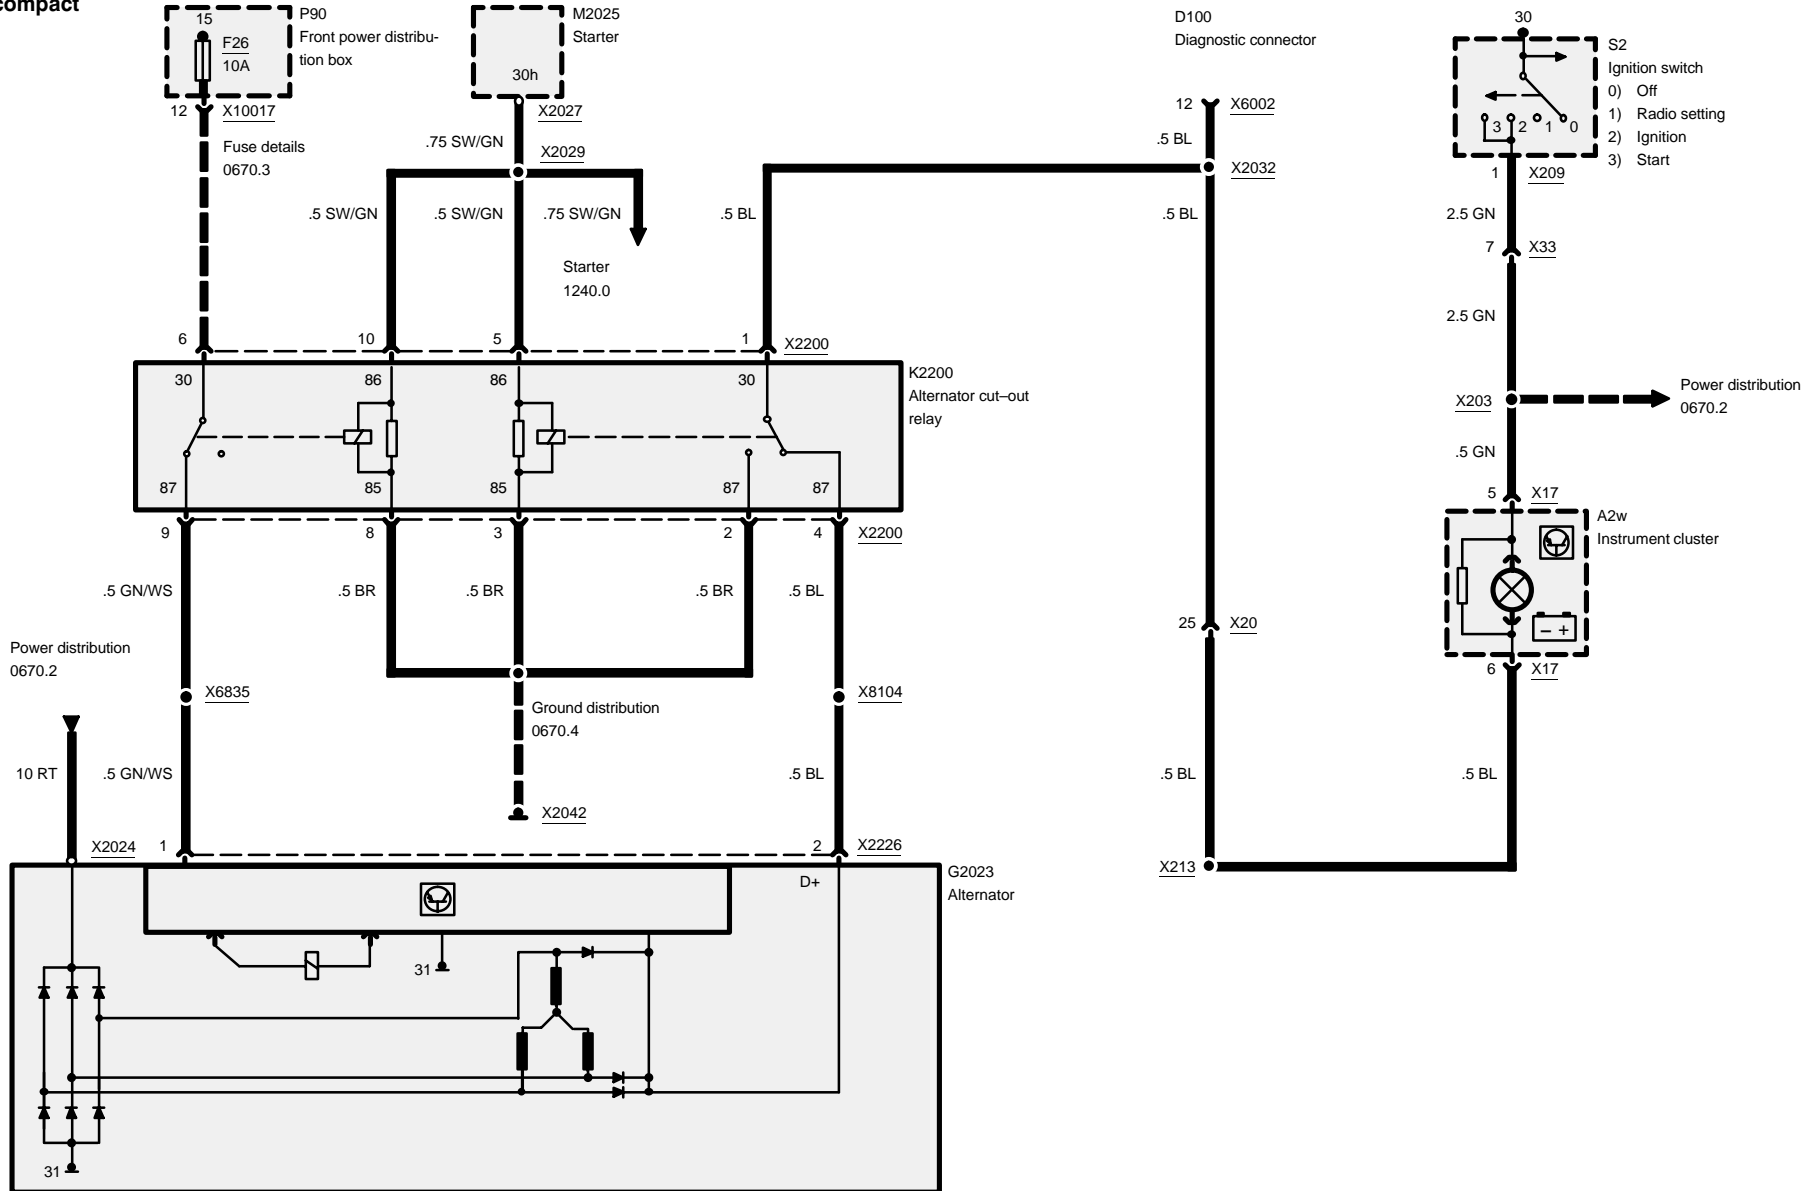 compact
15
F26
10A
P90
Front power distribu-
tion box
12
X10017
Fuse details
0670.3
M2025
Starter
30h
X2027
.75 SW/GN
X2029
.5 SW/GN
.5 SW/GN
.75 SW/GN
Starter
1240.0
.5 BL
D100
Diagnostic connector
12
X6002
.5 BL
X2032
.5 BL
30
S2
Ignition switch
0) Off
1) Radio setting
2) Ignition
3) Start
3
2
1
0
1
X209
2.5 GN
7
X33
2.5 GN
X203
Power distribution
0670.2
.5 GN
5
X17
A2w
Instrument cluster
– +
6
X17
.5 BL
6
10
5
1
X2200
30
86
86
30
K2200
Alternator cut–out
relay
87
85
85
87
87
9
8
3
2
4
X2200
.5 GN/WS
.5 BR
.5 BR
.5 BR
.5 BL
25
X20
Power distribution
0670.2
X6835
Ground distribution
0670.4
X8104
10 RT
.5 GN/WS
.5 BL
.5 BL
X2042
X2024
1
2
X2226
X213
G2023
Alternator
D+
31
31